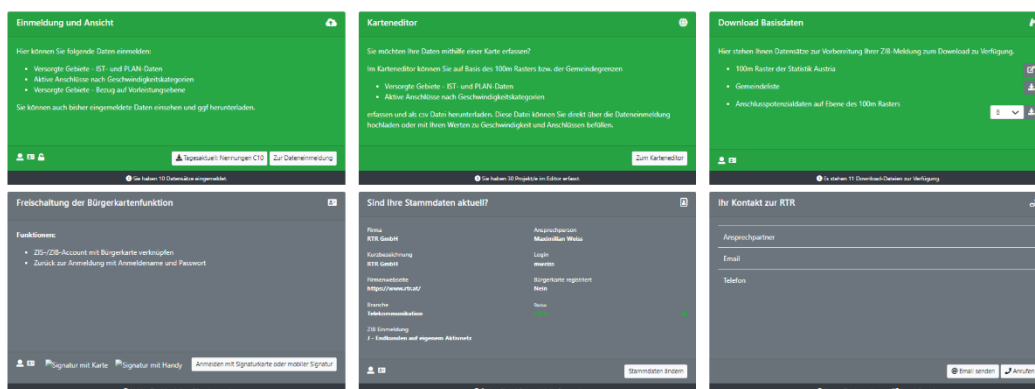 Einmeldung und Ansicht
Hier können Sie folgende Daten einmelden:
Versorgte Gebiete - IST- und PLAN-Daten
Aktive Anschlüsse nach Geschwindigkeitskategorien
Versorgte Gebiete - Bezug auf Vorleistungsebene
Sie können auch bisher eingemeldete Daten einsehen und ggf herunterladen.
Tagesaktuell: Nennungen C10
Zur Dateneinmeldung
Sie haben 10 Datensätze eingemeldet.
Karteneditor
Sie möchten Ihre Daten mithilfe einer Karte erfassen?
Im Karteneditor können Sie auf Basis des 100m Rasters bzw. der Gemeindegrenzen
Versorgte Gebiete - IST- und PLAN-Daten
Aktive Anschlüsse nach Geschwindigkeitskategorien
erfassen und als csv Datei herunterladen. Diese Datei können Sie direkt über die Dateneinmeldung
hochladen oder mit Ihren Werten zu Geschwindigkeit und Anschlüssen befüllen.
Zum Karteneditor
Sie haben 30 Projekt/e im Editor erfasst.
Download Basisdaten
Hier stehen Ihnen Datensätze zur Vorbereitung Ihrer ZIB-Meldung zum Download zu Verfügung.
100m Raster der Statistik Austria
Gemeindeliste
Anschlusspotenzialdaten auf Ebene des 100m Rasters
Es stehen 11 Download-Dateien zur Verfügung.
Freischaltung der Bürgerkartenfunktion
Funktionen:
ZIS-/ZIB-Account mit Bürgerkarte verknüpfen
Zurück zur Anmeldung mit Anmeldename und Passwort
Signatur mit Karte
Signatur mit Handy
Anmelden mit Signaturkarte oder mobiler Signatur
Sind Ihre Stammdaten aktuell?
Firma
RTR GmbH
Ansprechperson
Maximilian Weiss
Kurzbezeichnung
RTR GmbH
Login
Firmenwebseite
https://www.rtr.at/
Bürgerkarte registriert
Nein
Branche
Telekommunikation
ZIB Einmeldung
J - Endkunden auf eigenem Aktivnetz
Stammdaten ändern
Ihr Kontakt zur RTR
Ansprechpartner
Email
Telefon
Email senden
Anrufen